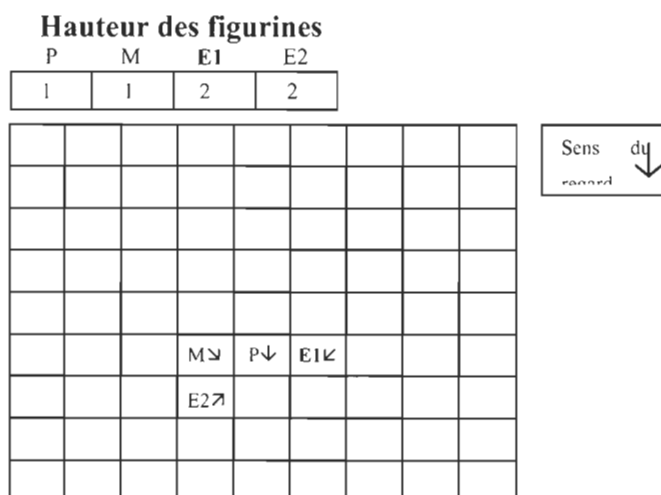 Hauteur des figurines
P M E1 E2
1 1 2 2
Sens du
M↘ P↓ E1↙
E2↗